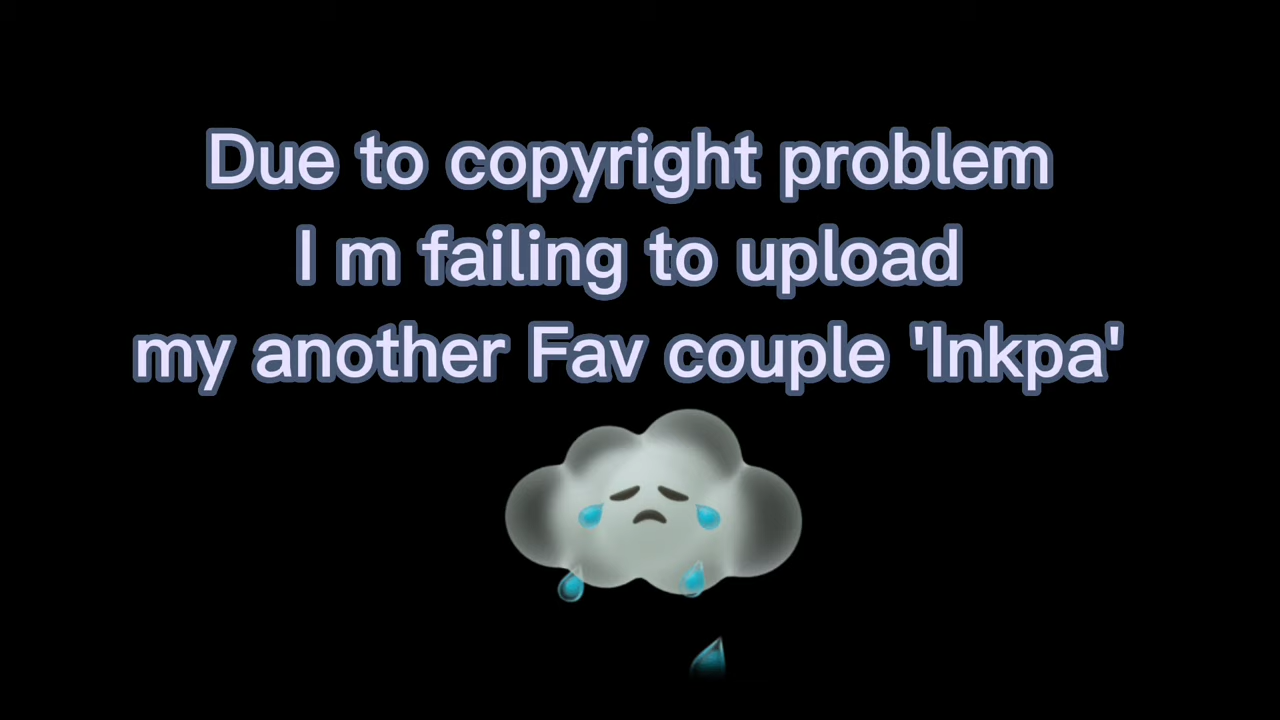 Due to copyright problem
I m failing to upload
my another Fav couple 'Inkpa'